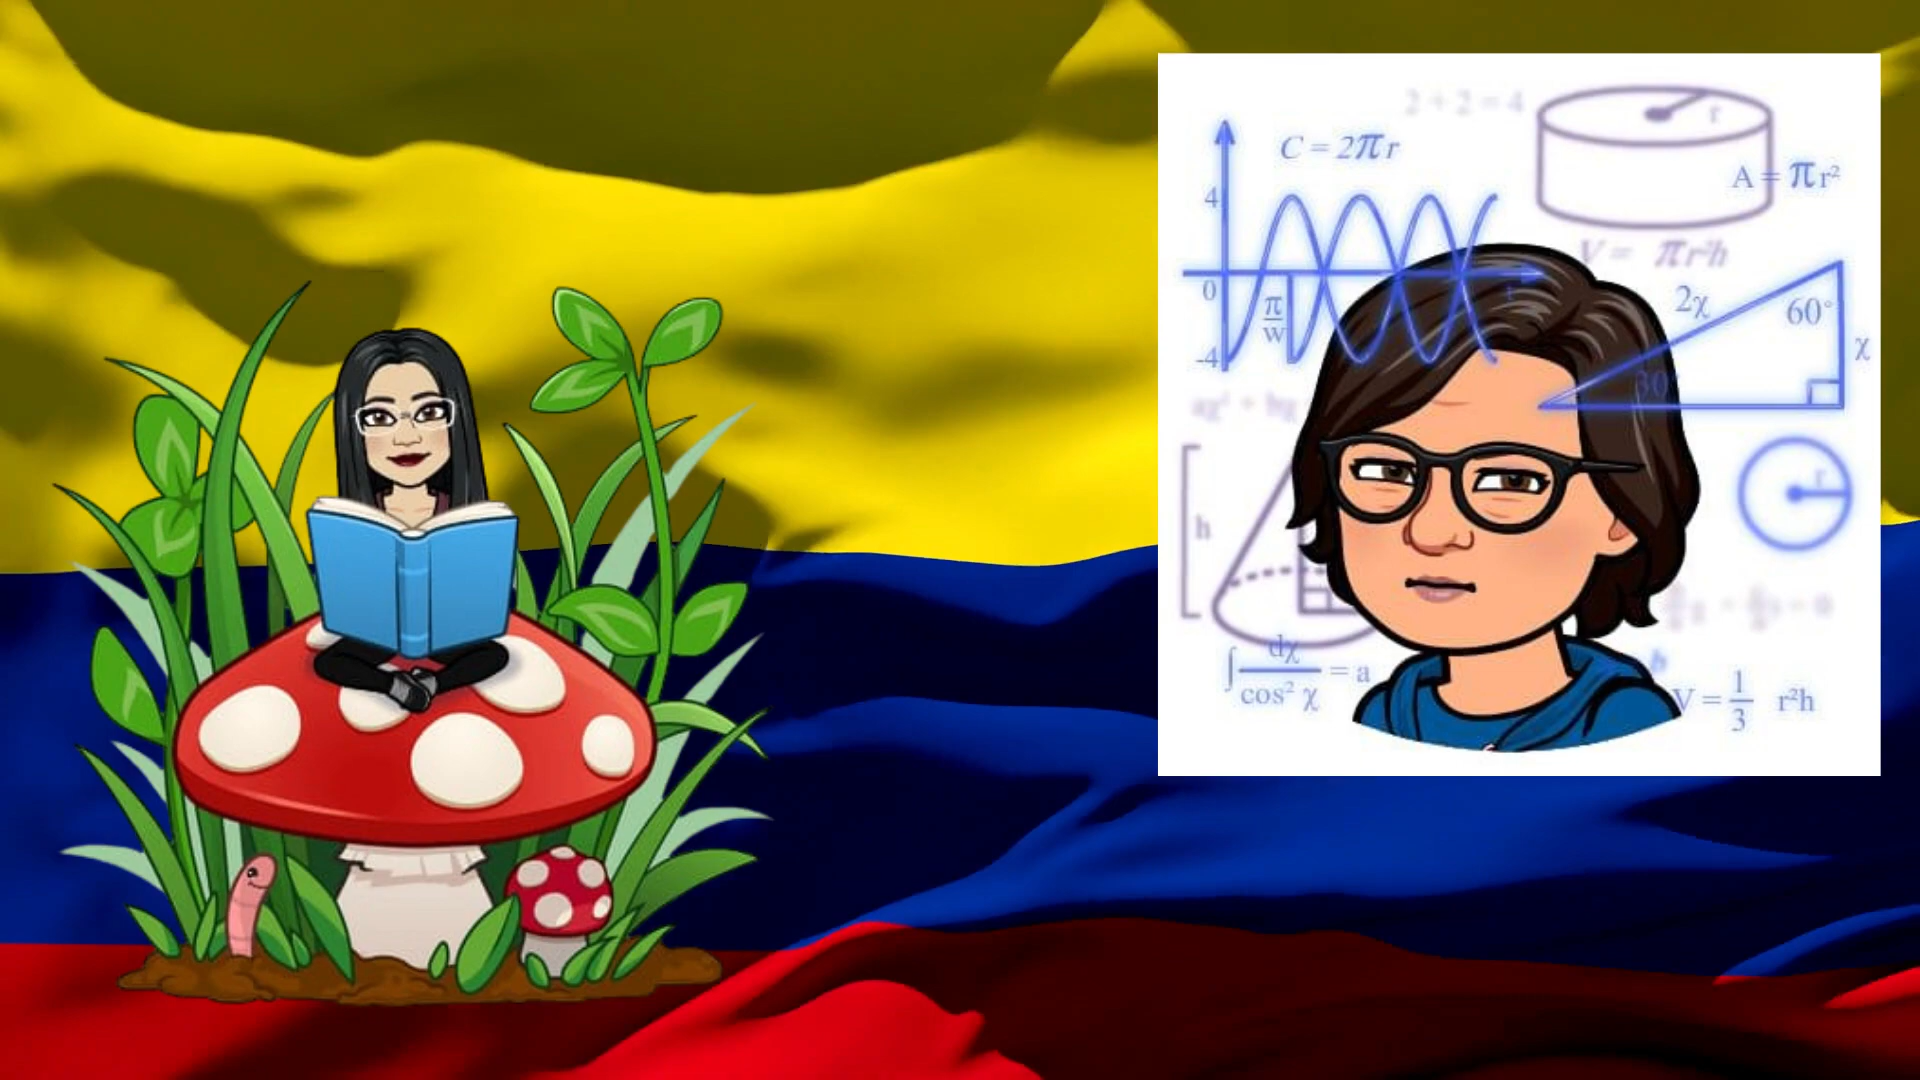 2 + 2 = 4
r
C = 2πr
A = πr²
4
V = πr²h
0
π
w
2χ
60°
χ
-4
30°
r
h
dχ
∫ —— = a
cos² χ
b
V = 1/3 r²h